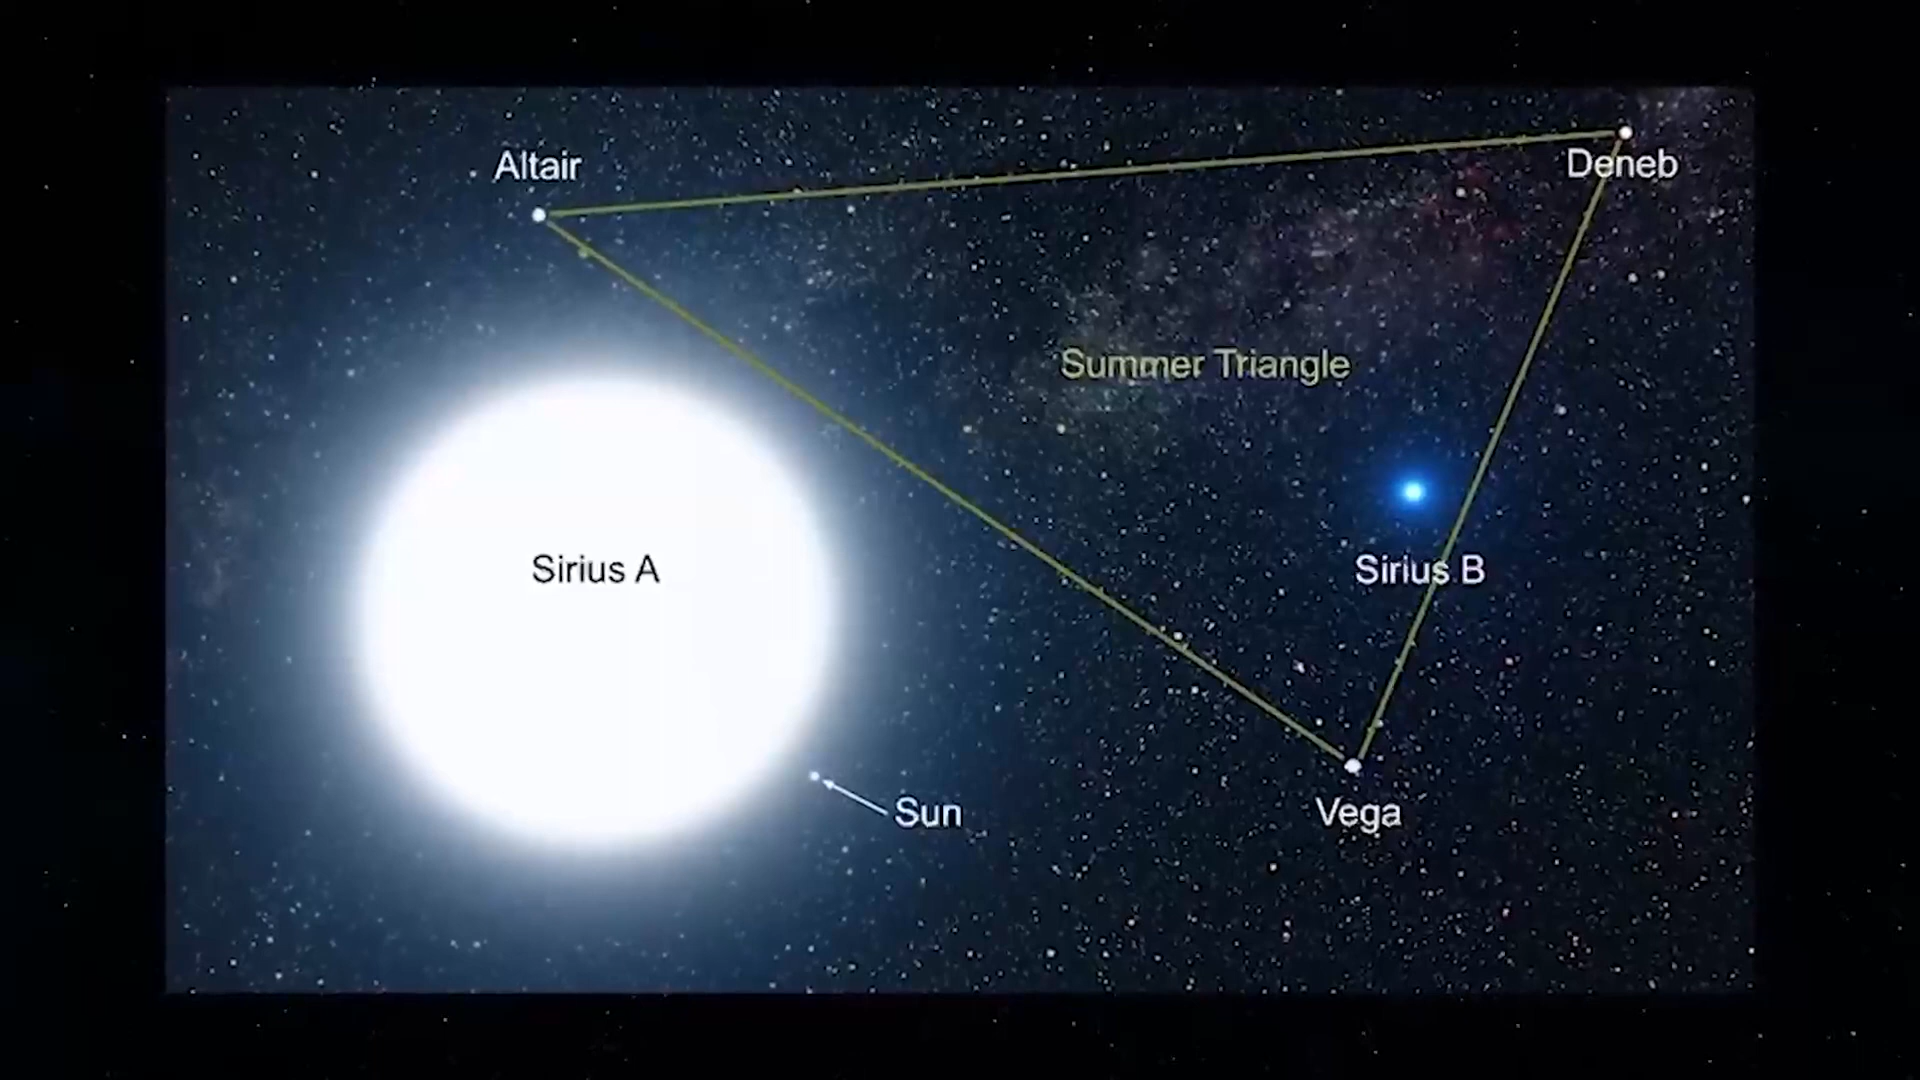 Altair
Deneb
Summer Triangle
Sirius A
Sirius B
Sun
Vega